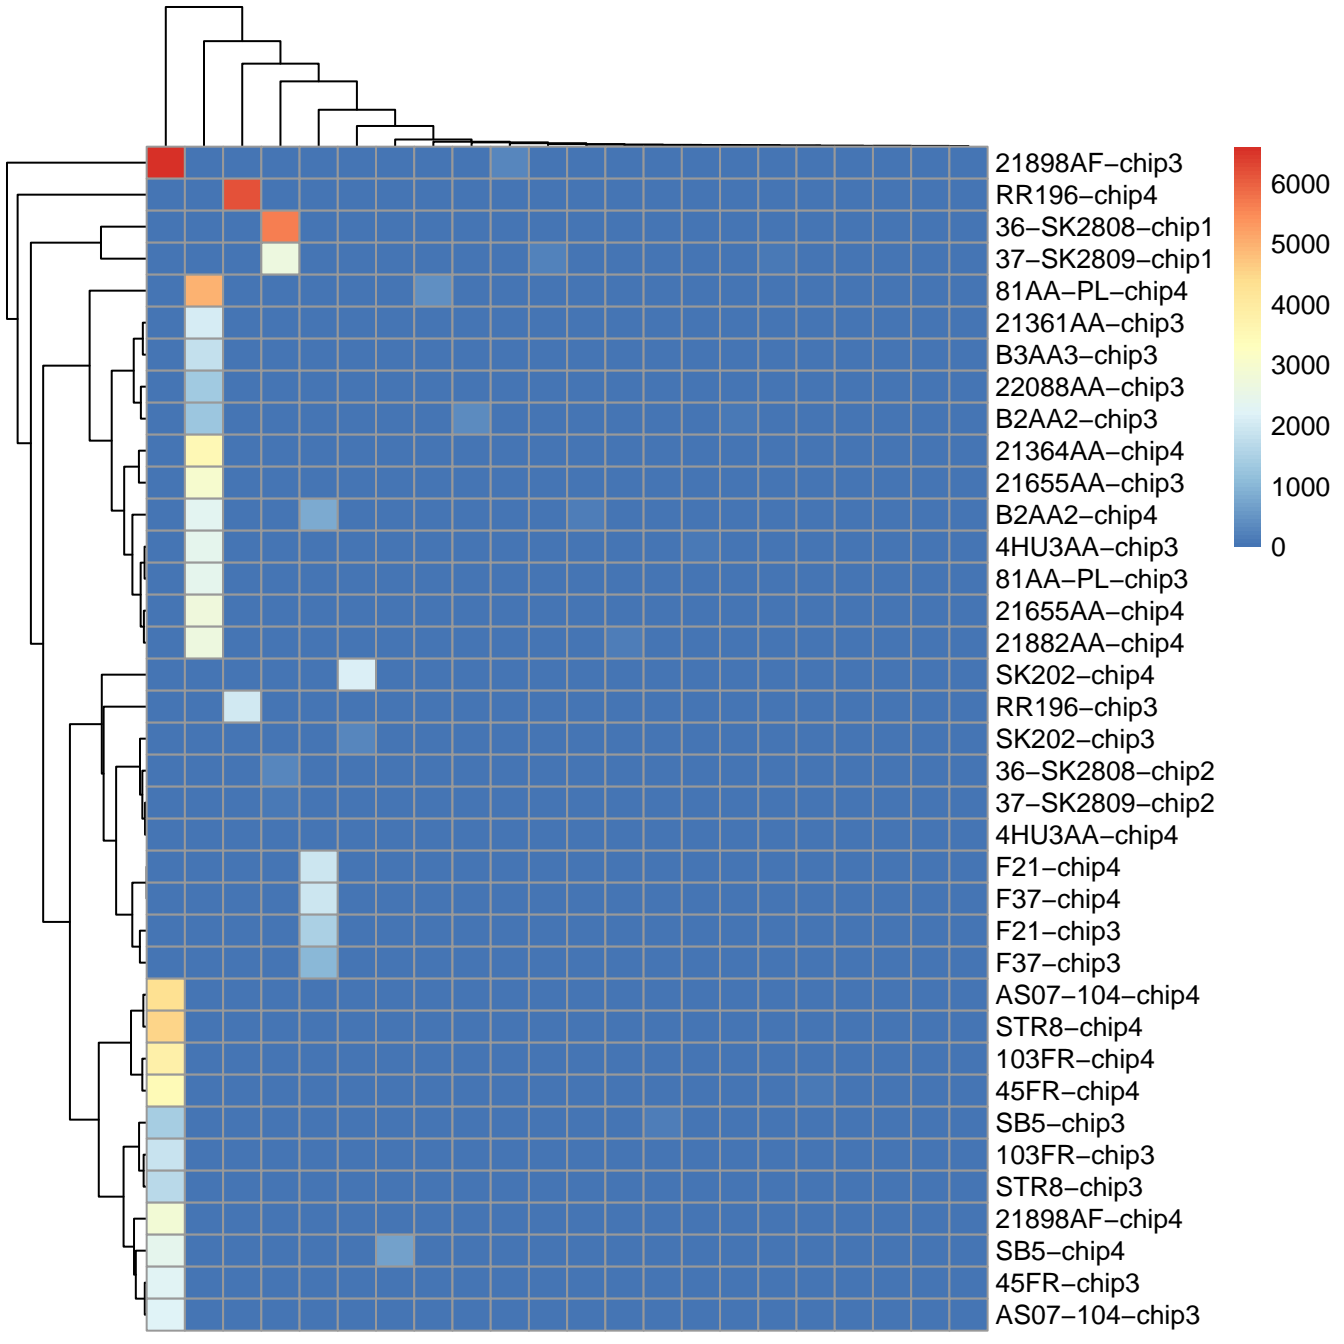 21898AF−chip3
RR196−chip4
36−SK2808−chip1
37−SK2809−chip1
81AA−PL−chip4
21361AA−chip3
B3AA3−chip3
22088AA−chip3
B2AA2−chip3
21364AA−chip4
21655AA−chip3
B2AA2−chip4
4HU3AA−chip3
81AA−PL−chip3
21655AA−chip4
21882AA−chip4
SK202−chip4
RR196−chip3
SK202−chip3
36−SK2808−chip2
37−SK2809−chip2
4HU3AA−chip4
F21−chip4
F37−chip4
F21−chip3
F37−chip3
AS07−104−chip4
STR8−chip4
103FR−chip4
45FR−chip4
SB5−chip3
103FR−chip3
STR8−chip3
21898AF−chip4
SB5−chip4
45FR−chip3
AS07−104−chip3
6000
5000
4000
3000
2000
1000
0